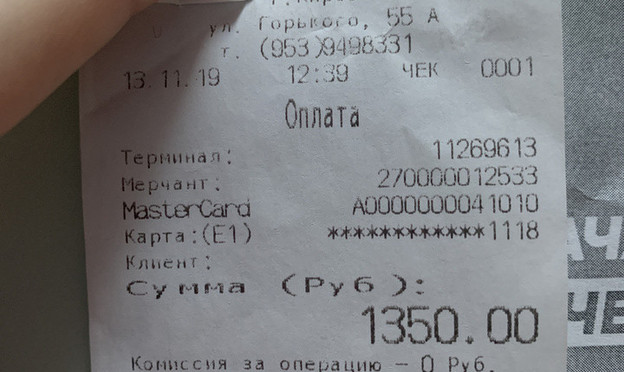 ул. Горького, 55 А
т. (953)9498331
13.11.19 12:39 ЧЕК 0001
Оплата
Терминал: 11269613
Мерчант: 270000012533
MasterCard A0000000041010
Карта:(E1) ************1118
Клиент:
Сумма (Руб):
1350.00
Комиссия за операцию – 0 Руб.